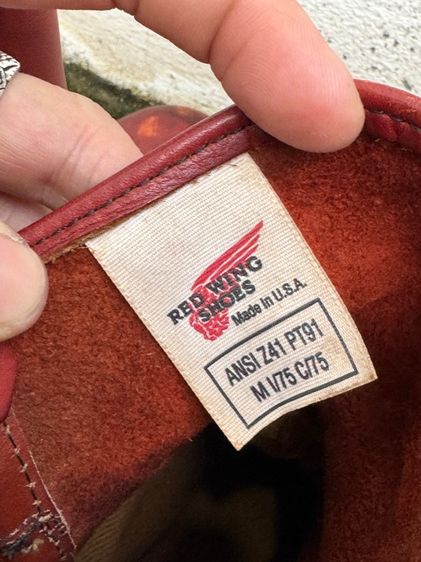 RED WING
SHOES
Made in U.S.A.
ANSI Z41 PT91
M I/75 C/75